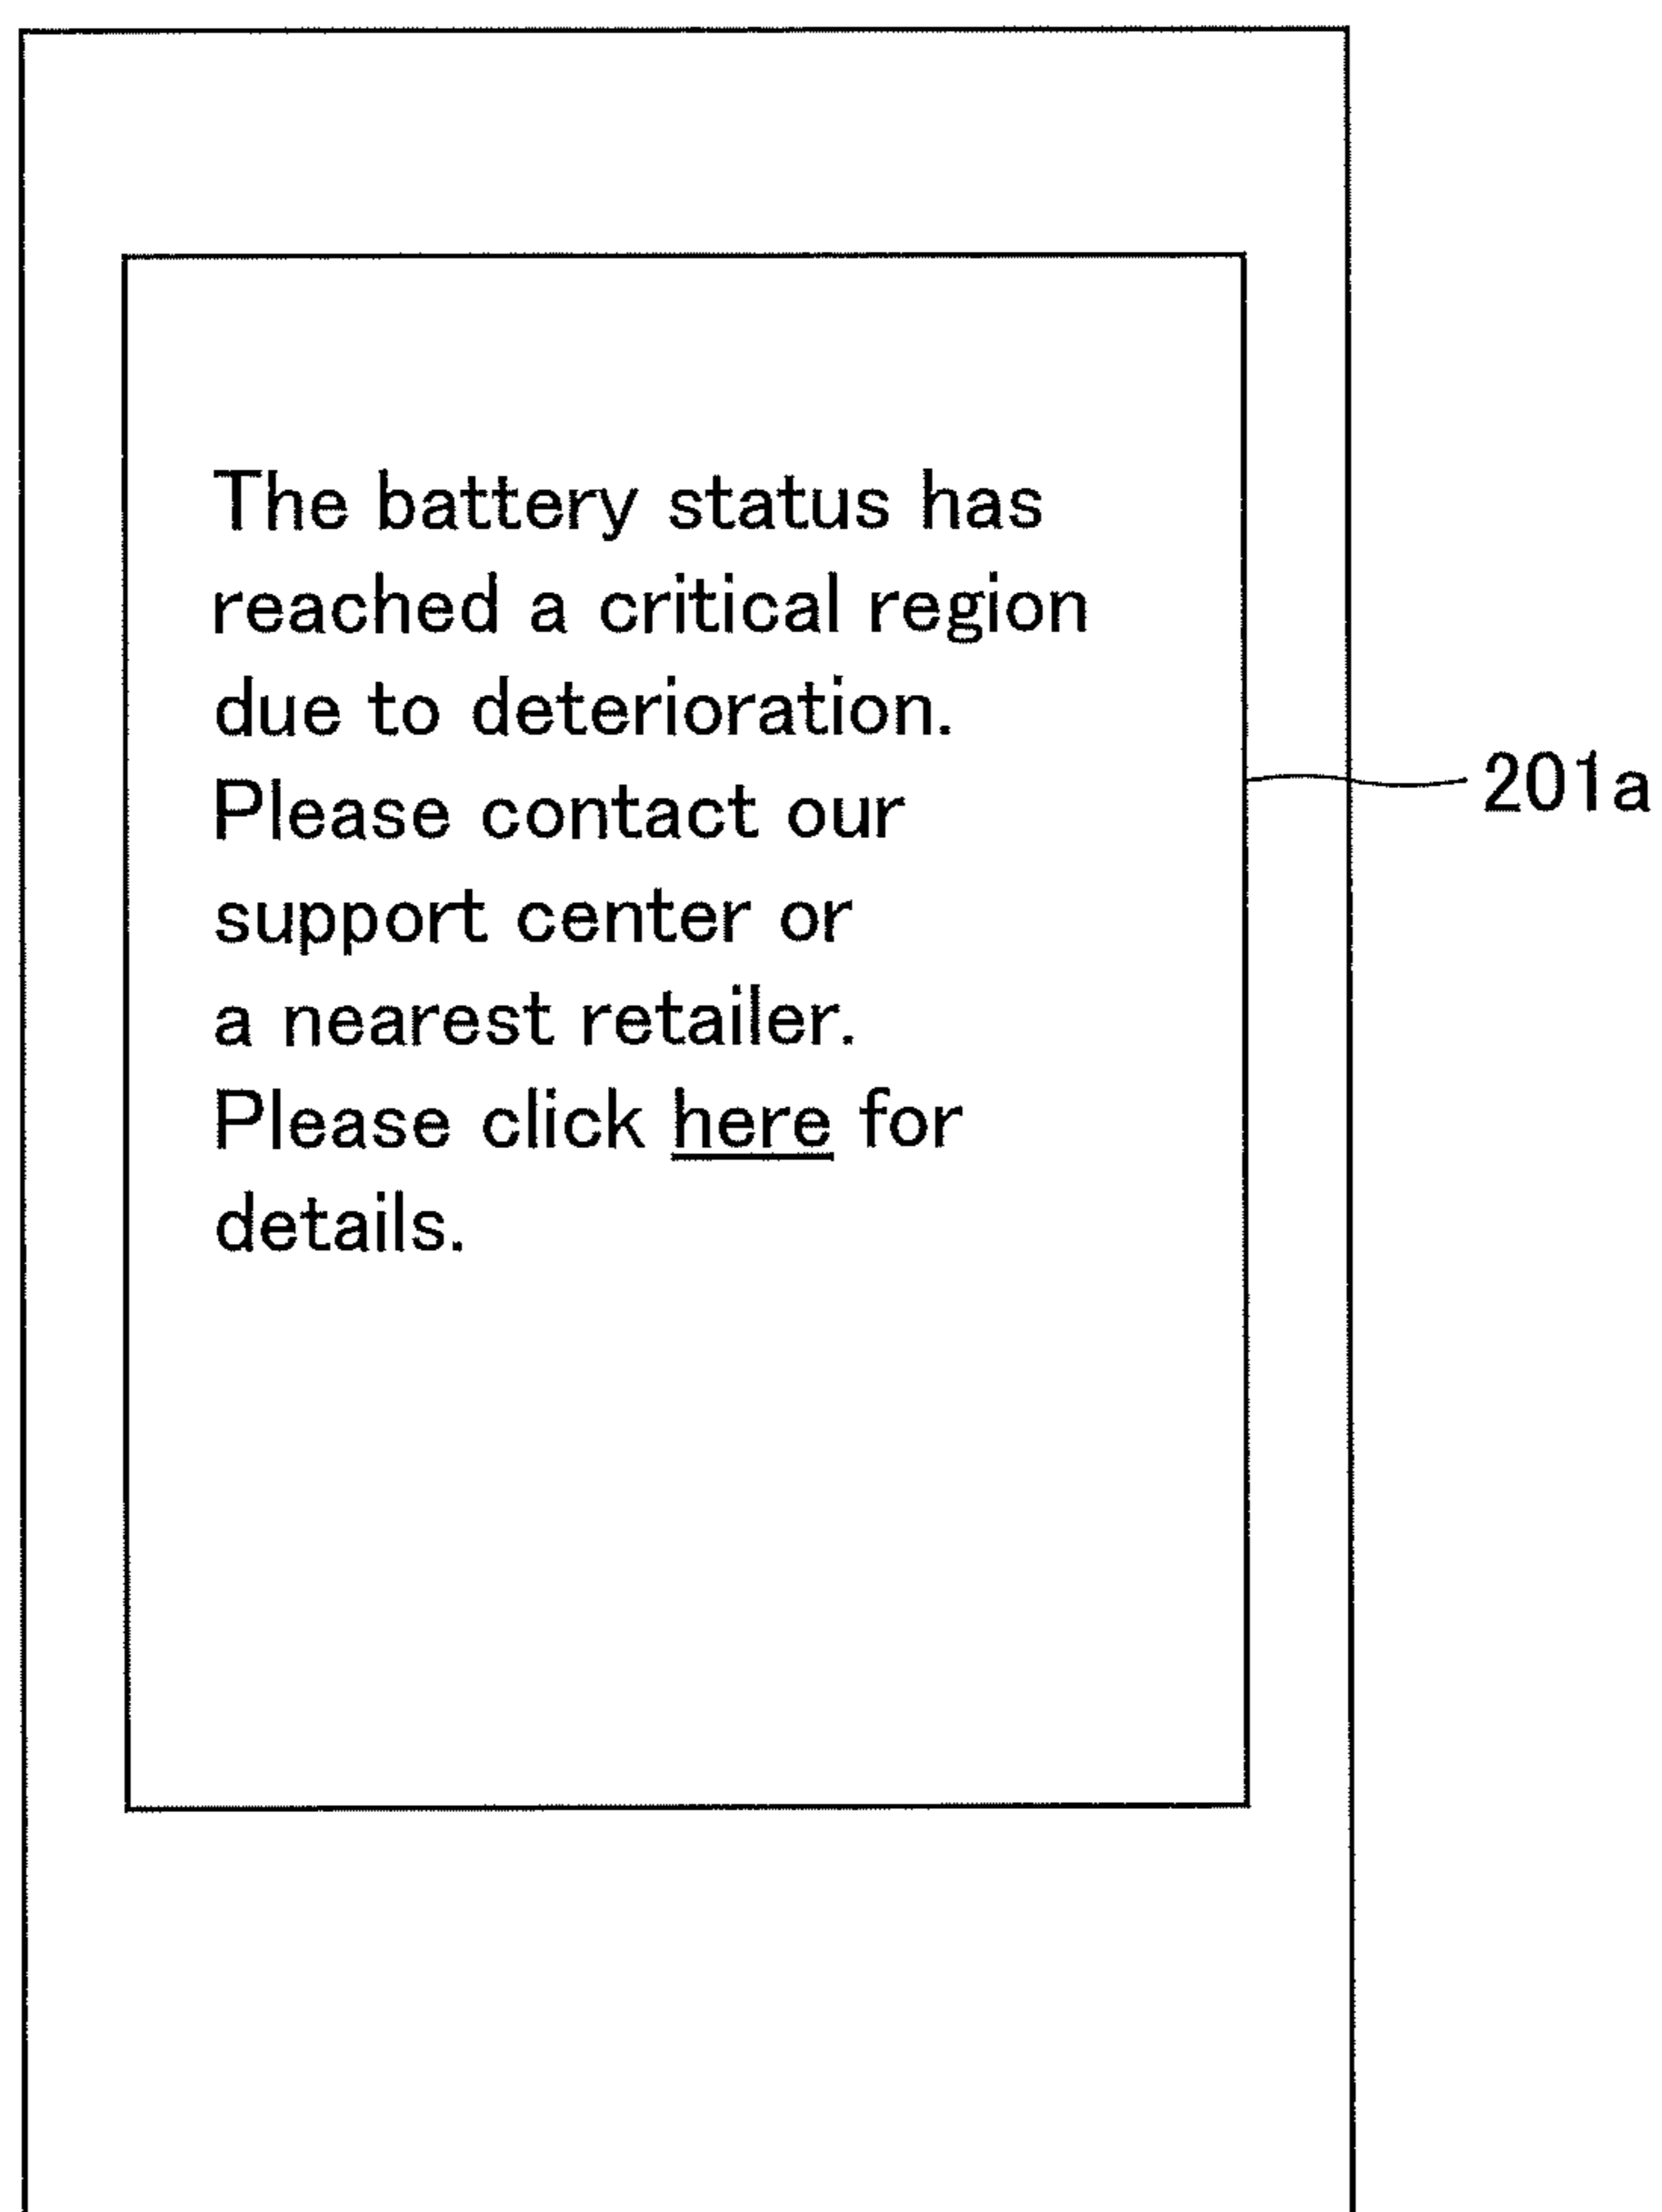 The battery status has
reached a critical region
due to deterioration.
Please contact our
support center or
a nearest retailer.
Please click here for
details.
201a